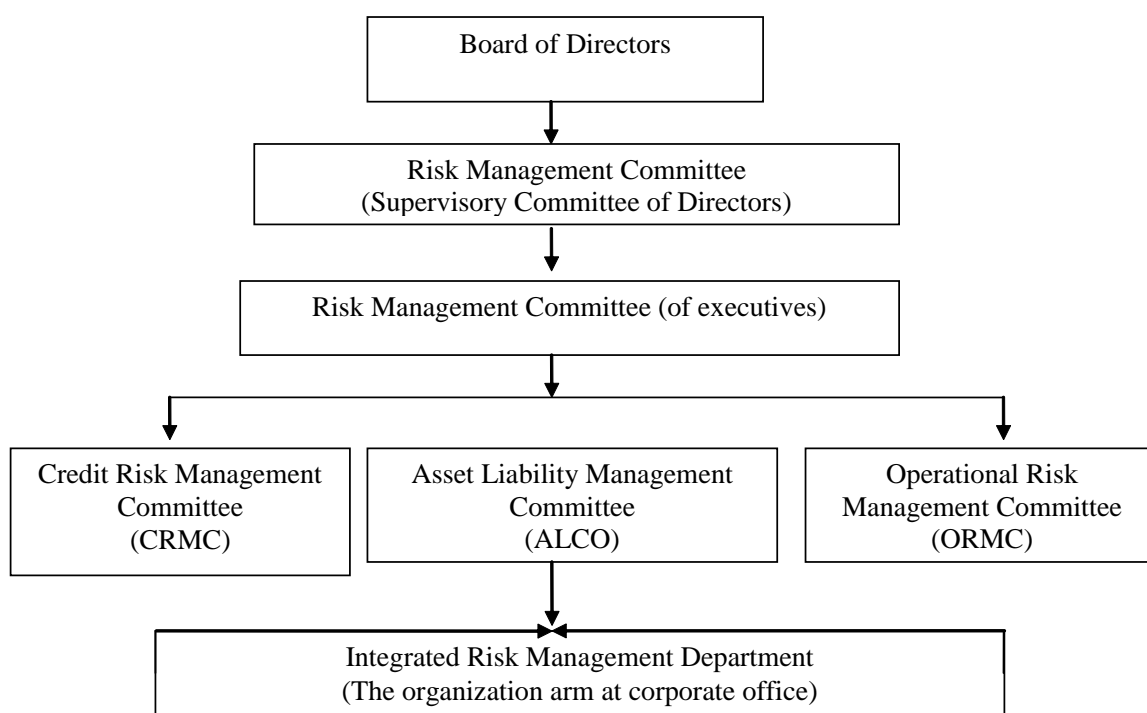 Board of Directors
Risk Management Committee
(Supervisory Committee of Directors)
Risk Management Committee (of executives)
Credit Risk Management
Committee
(CRMC)
Asset Liability Management
Committee
(ALCO)
Operational Risk
Management Committee
(ORMC)
Integrated Risk Management Department
(The organization arm at corporate office)